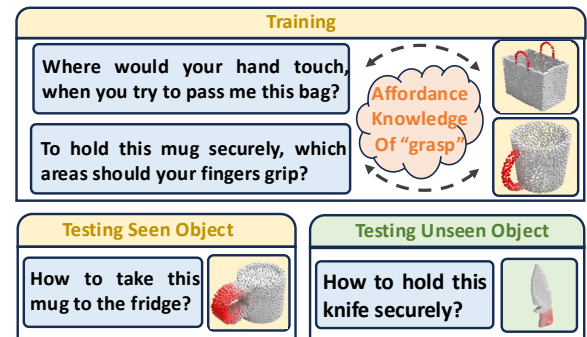 Training
Where would your hand touch,
when you try to pass me this bag?
Affordance
Knowledge
Of “grasp”
To hold this mug securely, which
areas should your fingers grip?
Testing Seen Object
How to take this
mug to the fridge?
Testing Unseen Object
How to hold this
knife securely?